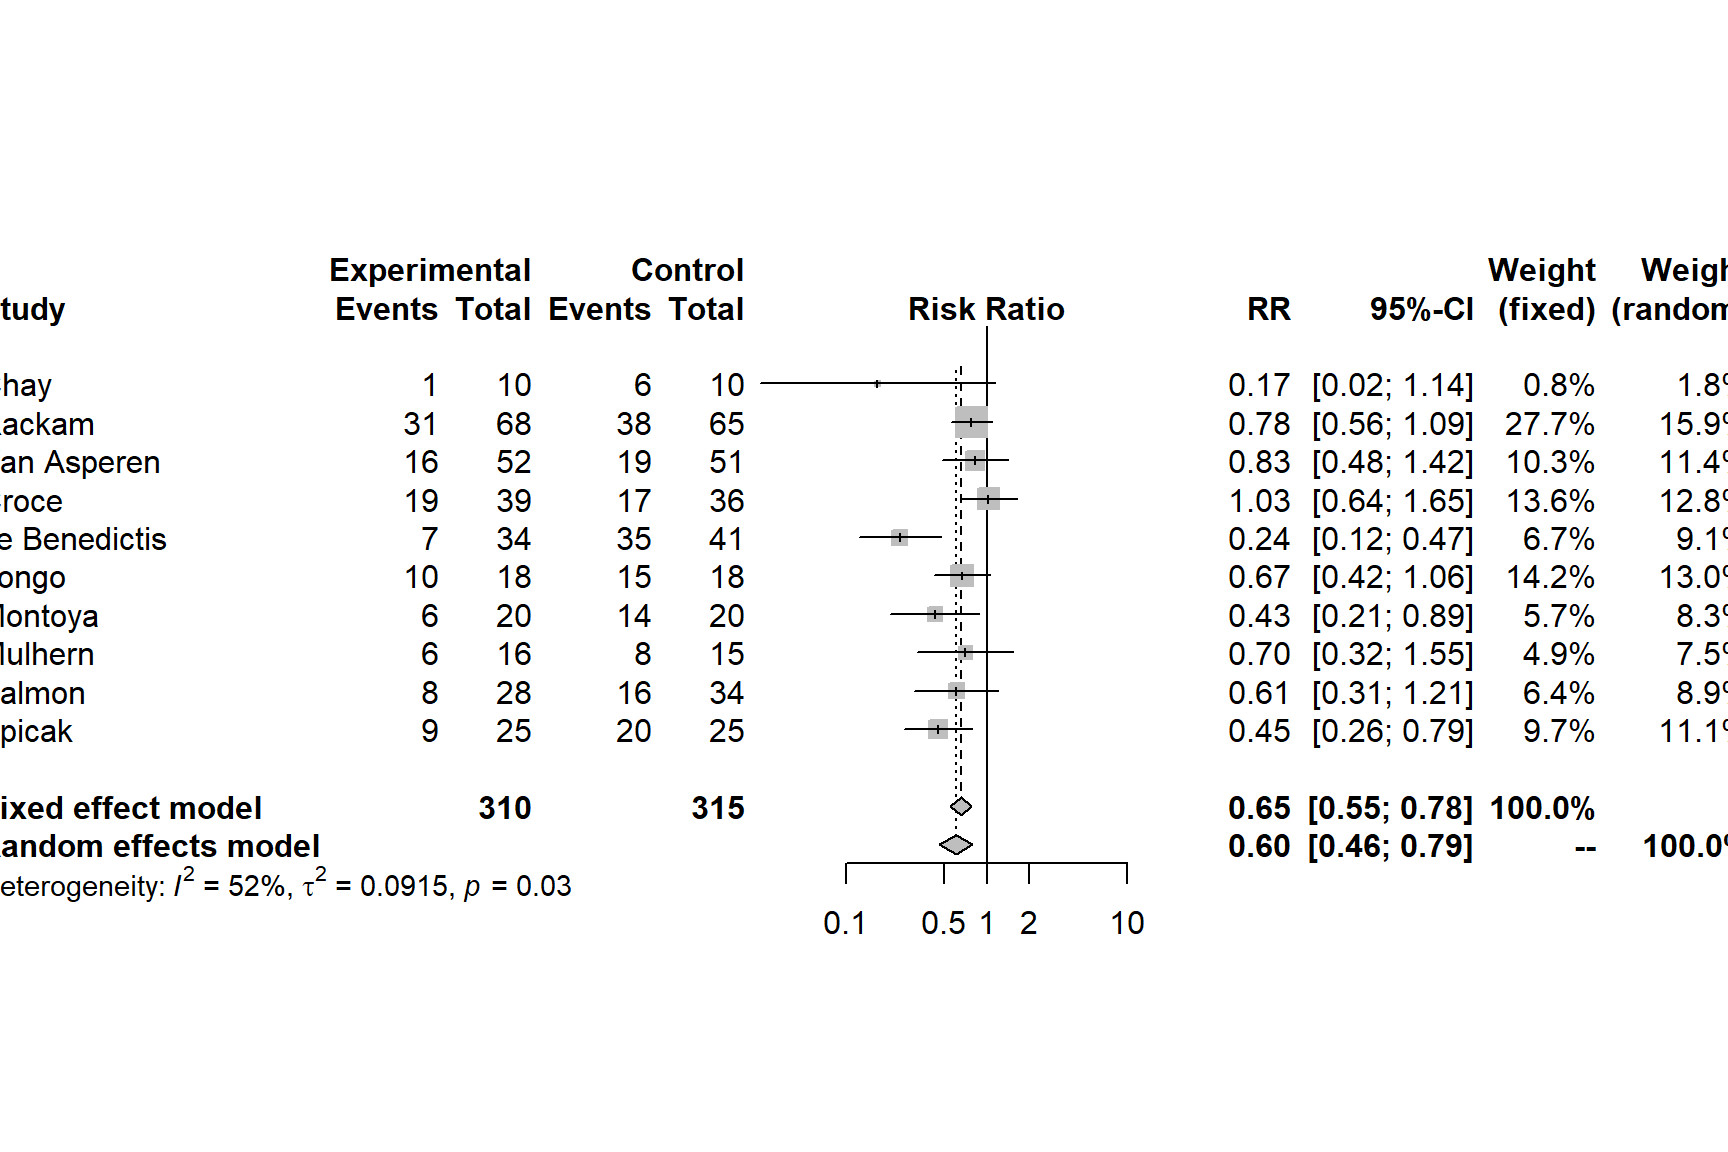 Experimental Control Weight Weigh
tudy Events Total Events Total Risk Ratio RR 95%-CI (fixed) (random
hay 1 10 6 10 0.17 [0.02; 1.14] 0.8% 1.8%
ackam 31 68 38 65 0.78 [0.56; 1.09] 27.7% 15.9%
an Asperen 16 52 19 51 0.83 [0.48; 1.42] 10.3% 11.4%
roce 19 39 17 36 1.03 [0.64; 1.65] 13.6% 12.8%
e Benedictis 7 34 35 41 0.24 [0.12; 0.47] 6.7% 9.1%
ongo 10 18 15 18 0.67 [0.42; 1.06] 14.2% 13.0%
Montoya 6 20 14 20 0.43 [0.21; 0.89] 5.7% 8.3%
Mulhern 6 16 8 15 0.70 [0.32; 1.55] 4.9% 7.5%
almon 8 28 16 34 0.61 [0.31; 1.21] 6.4% 8.9%
picak 9 25 20 25 0.45 [0.26; 0.79] 9.7% 11.1%
ixed effect model 310 315 0.65 [0.55; 0.78] 100.0%
andom effects model 0.60 [0.46; 0.79] -- 100.0%
eterogeneity: I² = 52%, τ² = 0.0915, p = 0.03
0.1 0.5 1 2 10